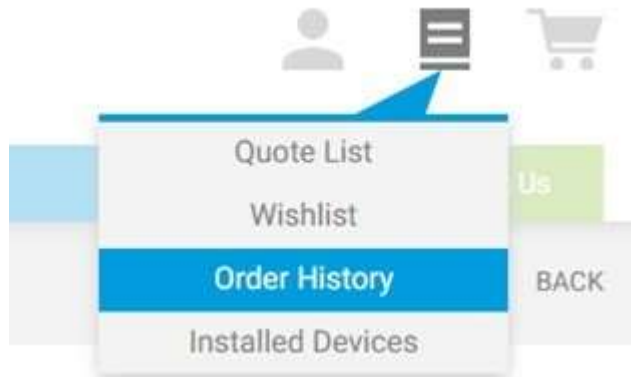 Quote List
Wishlist
Us
Order History
BACK
Installed Devices